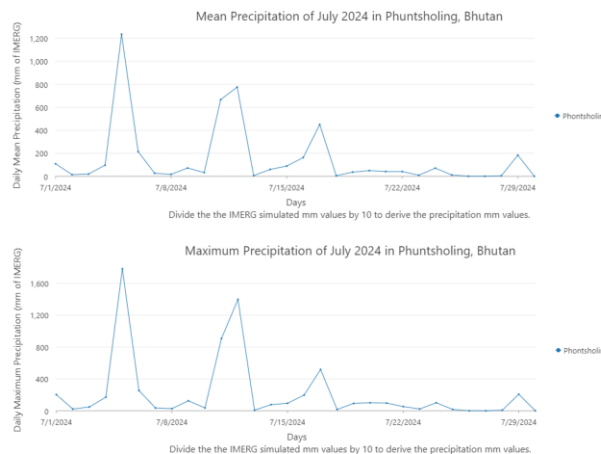 Mean Precipitation of July 2024 in Phuntsholing, Bhutan
Daily Mean Precipitation (mm of IMERG)
1,200
1,000
800
600
400
200
0
7/1/2024 7/8/2024 7/15/2024 7/22/2024 7/29/2024
Days
Divide the the IMERG simulated mm values by 10 to derive the precipitation mm values.
Phontsholin
Maximum Precipitation of July 2024 in Phuntsholing, Bhutan
Daily Maximum Precipitation (mm of IMERG)
1,600
1,200
800
400
0
7/1/2024 7/8/2024 7/15/2024 7/22/2024 7/29/2024
Days
Divide the the IMERG simulated mm values by 10 to derive the precipitation mm values.
Phontsholin